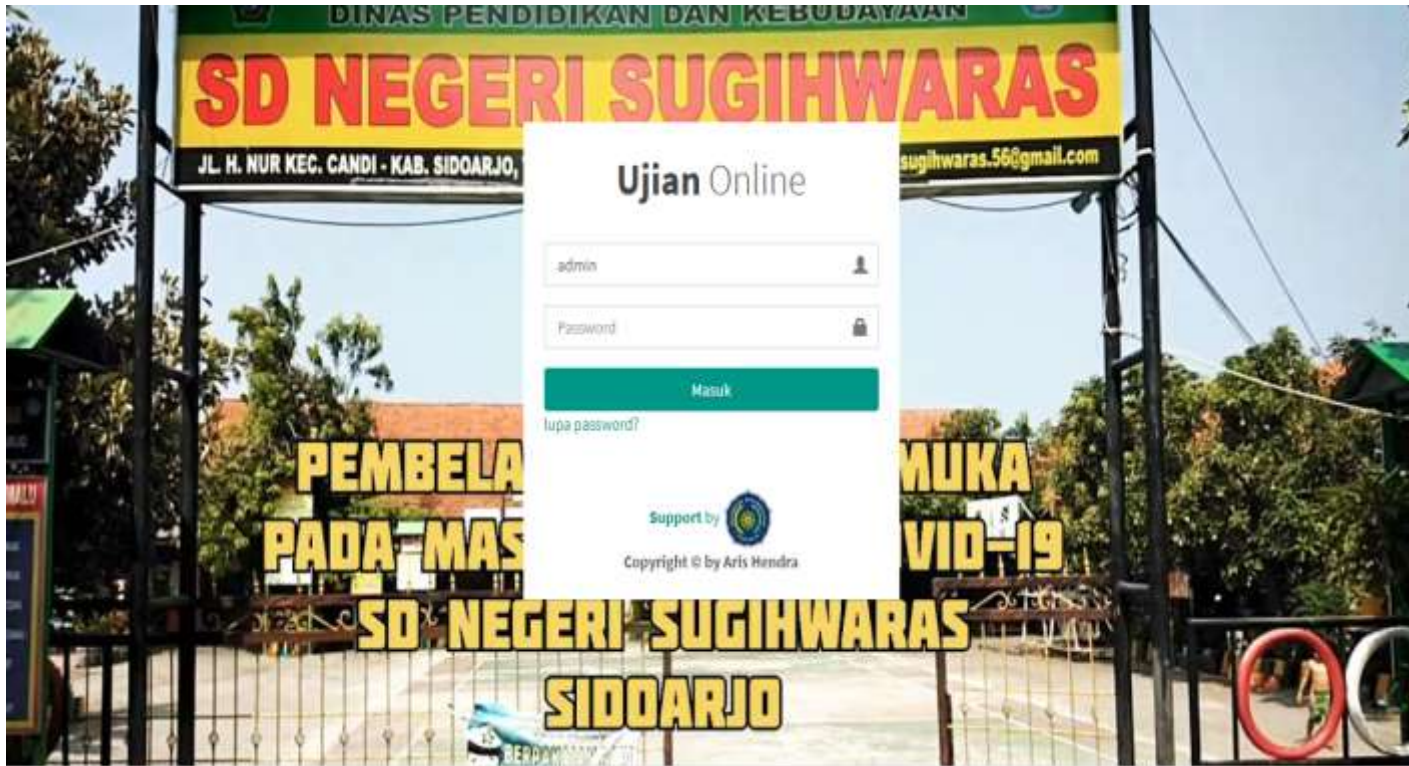 DINAS PENDIDIKAN DAN KEBUDAYAAN
SD NEGERI SUGIHWARAS
JL. H. NUR KEC. CANDI - KAB. SIDOARJO,
sugihwaras.56@gmail.com
Ujian Online
admin
Password
Masuk
lupa password?
Support by
Copyright © by Aris Hendra
PEMBELA MUKA
PADA MAS VID-19
SD NEGERI SUGIHWARAS
SIDOARJO